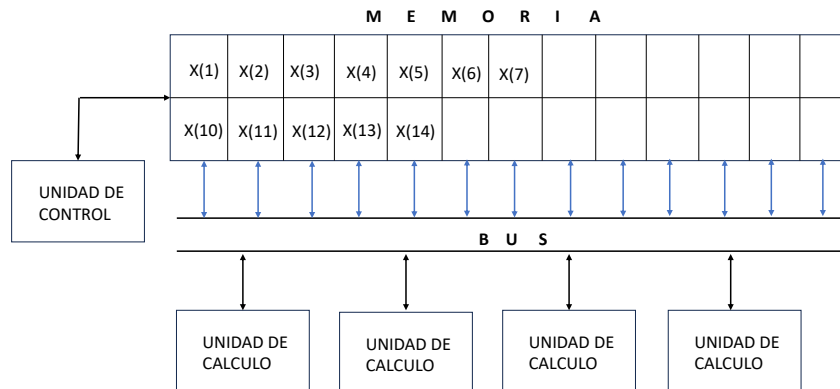 M E M O R I A
X(1) X(2) X(3) X(4) X(5) X(6) X(7)
X(10) X(11) X(12) X(13) X(14)
UNIDAD DE
CONTROL
B U S
UNIDAD DE
CALCULO
UNIDAD DE
CALCULO
UNIDAD DE
CALCULO
UNIDAD DE
CALCULO